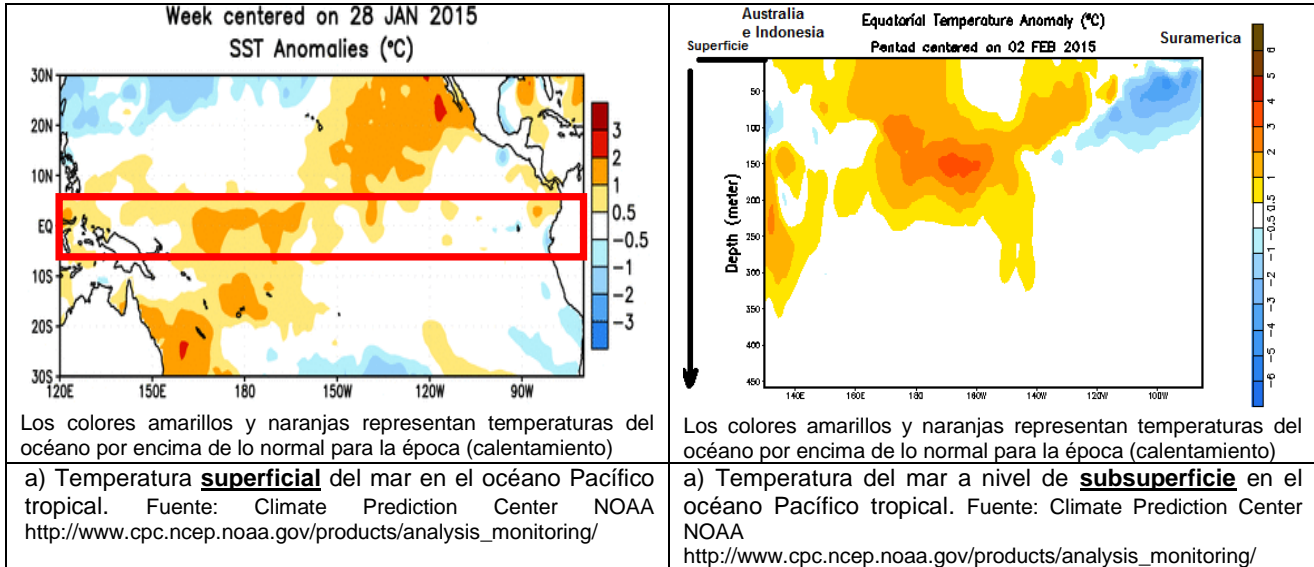 Week centered on 28 JAN 2015
SST Anomalies (°C)
30N
20N
10N
EQ
10S
20S
30S
120E 150E 180 150W 120W 90W
3
2
1
0.5
-0.5
-1
-2
-3
Los colores amarillos y naranjas representan temperaturas del
océano por encima de lo normal para la época (calentamiento)
a) Temperatura superficial del mar en el océano Pacífico
tropical. Fuente: Climate Prediction Center NOAA
http://www.cpc.ncep.noaa.gov/products/analysis_monitoring/
Australia
e Indonesia
Equatorial Temperature Anomaly (°C)
Superficie
Pentad centered on 02 FEB 2015
Suramerica
Depth (meter)
50
100
150
200
250
300
350
400
450
140E 160E 180 160W 140W 120W 100W
6
5
4
3
2
1
0.5
-0.5
-1
-2
-3
-4
-5
-6
Los colores amarillos y naranjas representan temperaturas del
océano por encima de lo normal para la época (calentamiento)
a) Temperatura del mar a nivel de subsuperficie en el
océano Pacífico tropical. Fuente: Climate Prediction Center
NOAA
http://www.cpc.ncep.noaa.gov/products/analysis_monitoring/